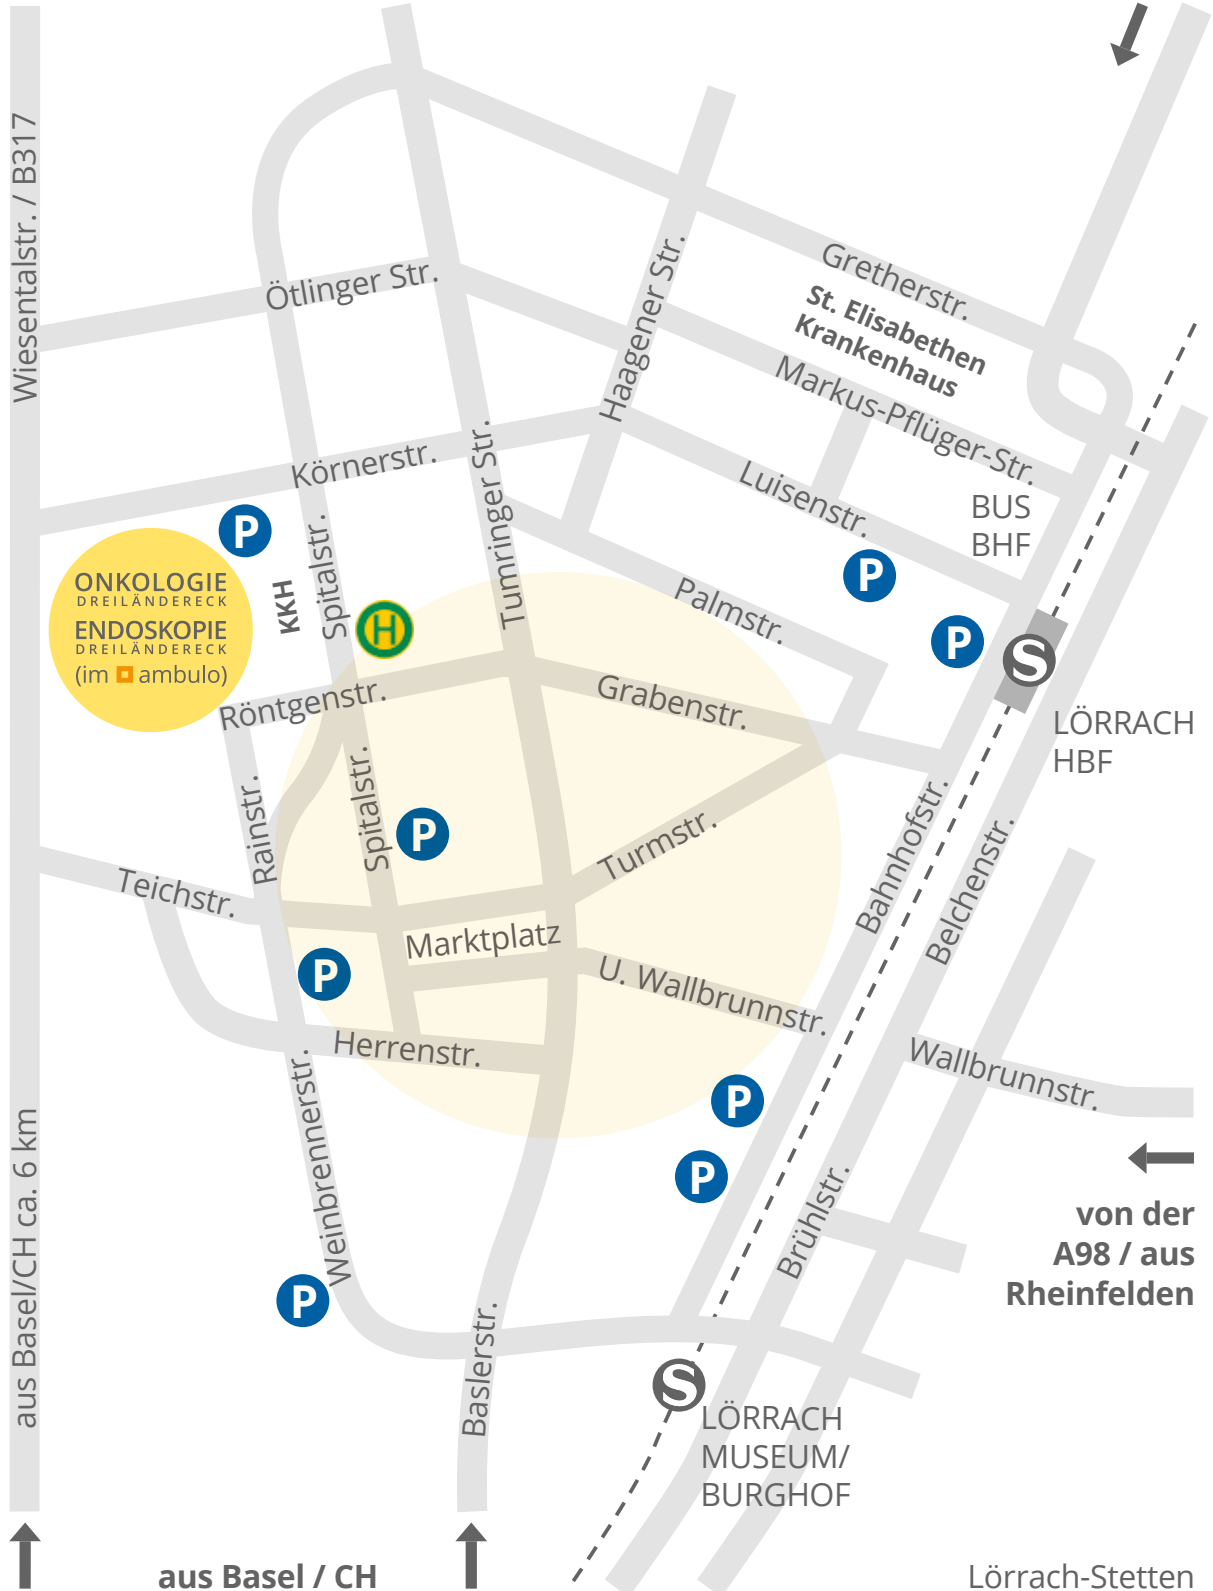 Wiesentalstr. / B317
Gretherstr.
Haagener Str.
Ötlinger Str.
St. Elisabethen
Krankenhaus
Markus-Pflüger-Str.
Körnerstr.
Tumringer Str.
Luisenstr.
BUS
BHF
P
Spitalstr.
KKH
ONKOLOGIE
DREILÄNDERECK
ENDOSKOPIE
DREILÄNDERECK
(im ambulo)
H
P
Palmstr.
P
S
Röntgenstr.
Grabenstr.
LÖRRACH
HBF
Rainstr.
Spitalstr.
P
Turmstr.
Bahnhofstr.
Belchenstr.
Teichstr.
Marktplatz
P
U. Wallbrunnstr.
Herrenstr.
Wallbrunnstr.
Weinbrennerstr.
P
P
Brühlstr.
von der
A98 / aus
Rheinfelden
aus Basel/CH ca. 6 km
P
Baslerstr.
S
LÖRRACH
MUSEUM/
BURGHOF
aus Basel / CH
Lörrach-Stetten